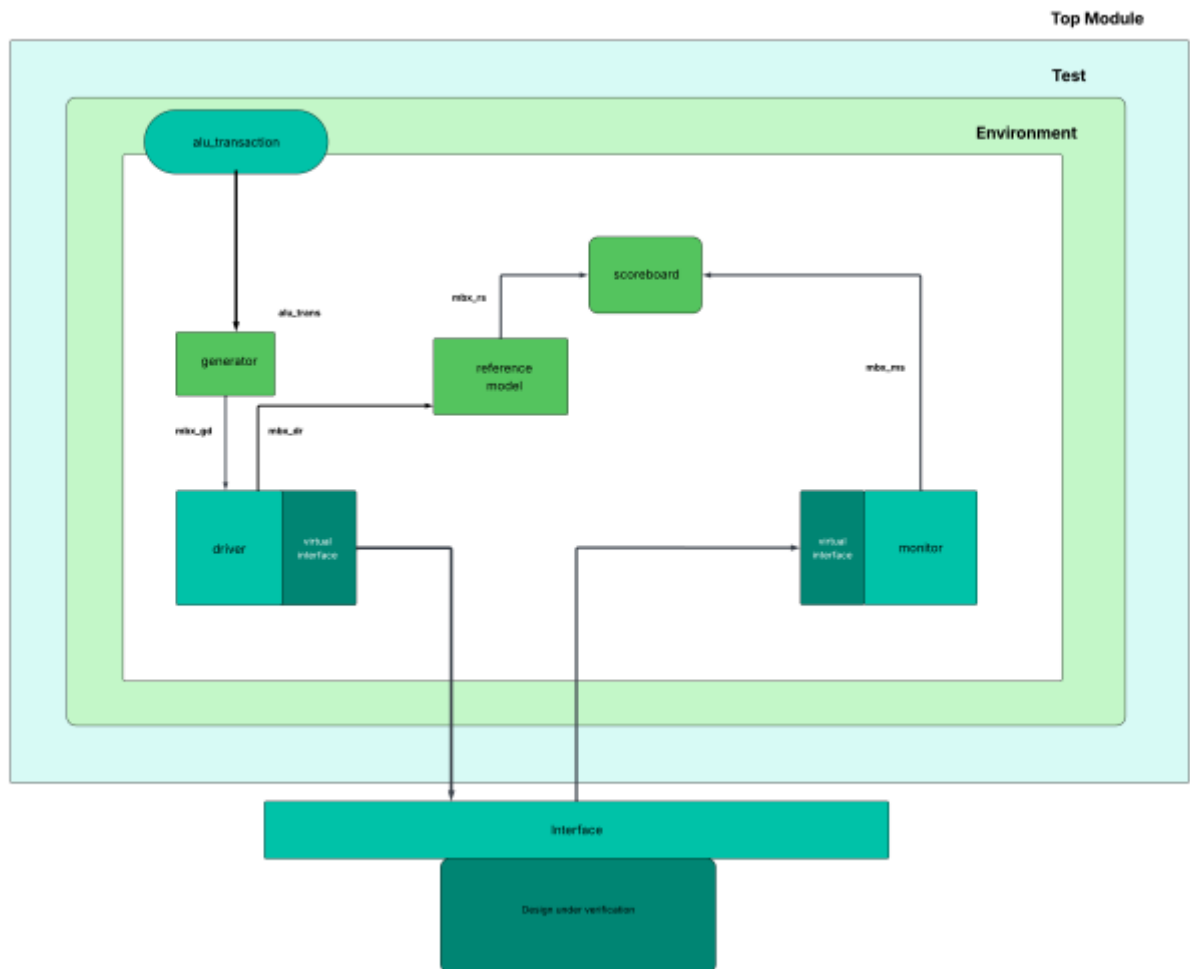 Top Module
Test
Environment
alu_transaction
scoreboard
mbx_rs
alu_trans
generator
reference
model
mbx_ms
mbx_gd
mbx_dr
driver
virtual
interface
virtual
interface
monitor
Interface
Design under verification